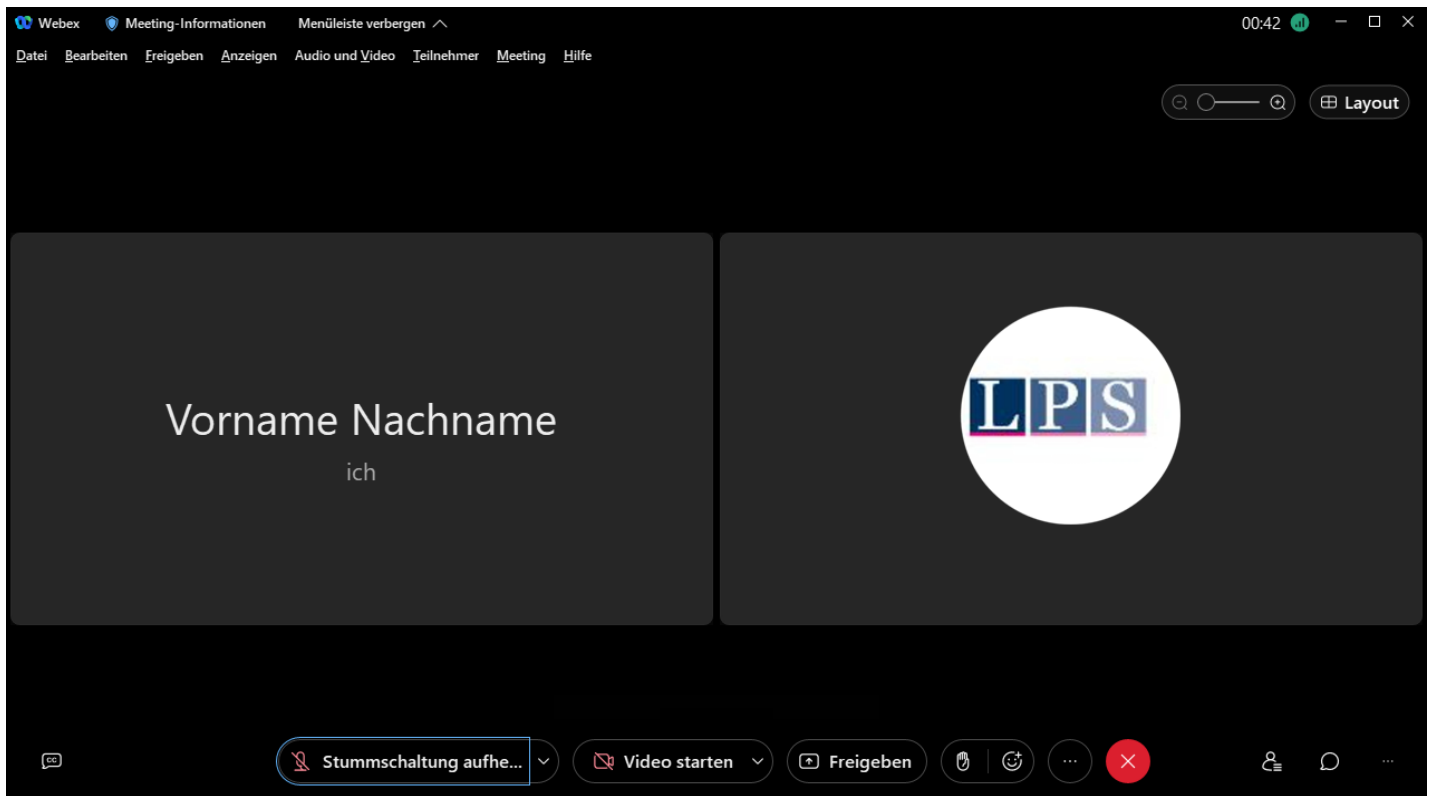 Webex Meeting-Informationen Menüleiste verbergen 00:42
Datei Bearbeiten Freigeben Anzeigen Audio und Video Teilnehmer Meeting Hilfe
Layout
Vorname Nachname
ich
LPS
CC Stummschaltung aufhe... Video starten Freigeben ... ...